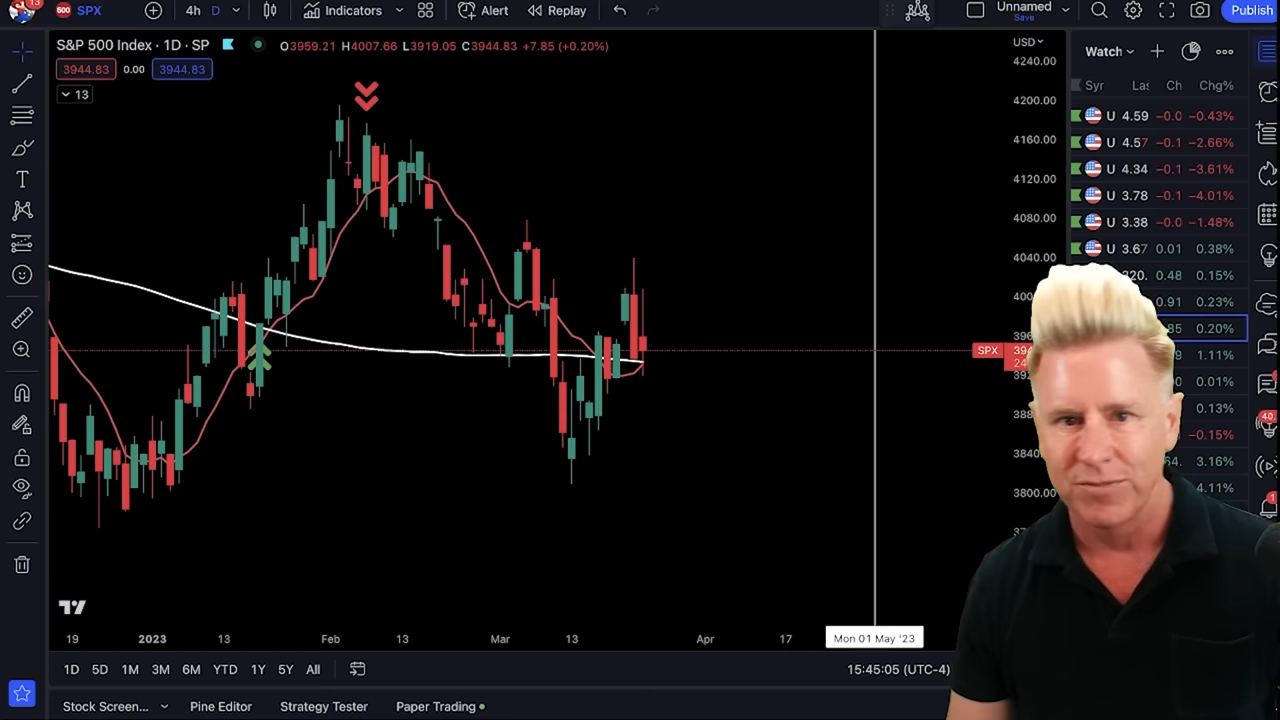 13
500 SPX
4h D
Indicators
Alert
Replay
Unnamed
Save
Publish
S&P 500 Index · 1D · SP
O3959.21 H4007.66 L3919.05 C3944.83 +7.85 (+0.20%)
3944.83 0.00 3944.83
13
USD
4240.00
4200.00
4160.00
4120.00
4080.00
4040.00
3840
3800.00
SPX
Watch
Chg%
U 4.59 −0.0 −0.43%
U 4.57 −0.1 −2.66%
U 4.34 −0.1 −3.61%
U 3.78 −0.1 −4.01%
U 3.38 −0.0 −1.48%
U 3.67 0.01 0.38%
320. 0.48 0.15%
0.91 0.23%
85 0.20%
1.11%
0.01%
0.13%
−0.15%
64. 3.16%
4.11%
40
1
19 2023 13 Feb 13 Mar 13 Apr 17 Mon 01 May '23
1D 5D 1M 3M 6M YTD 1Y 5Y All
15:45:05 (UTC-4)
Stock Screen... Pine Editor Strategy Tester Paper Trading